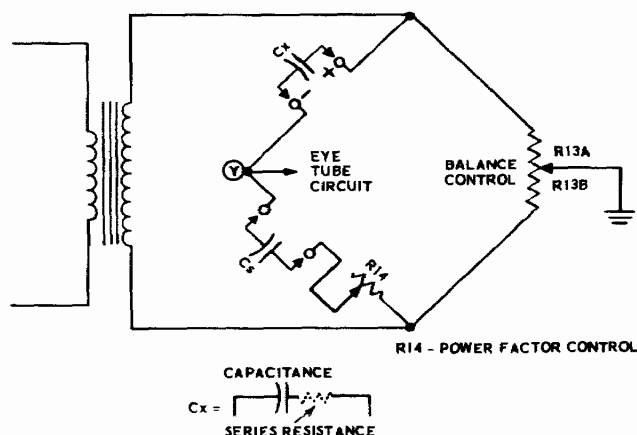 Cx
+
-
Y
EYE
TUBE
CIRCUIT
BALANCE
CONTROL
R13A
R13B
Cs
R14
R14 - POWER FACTOR CONTROL
CAPACITANCE
Cx =
SERIES RESISTANCE